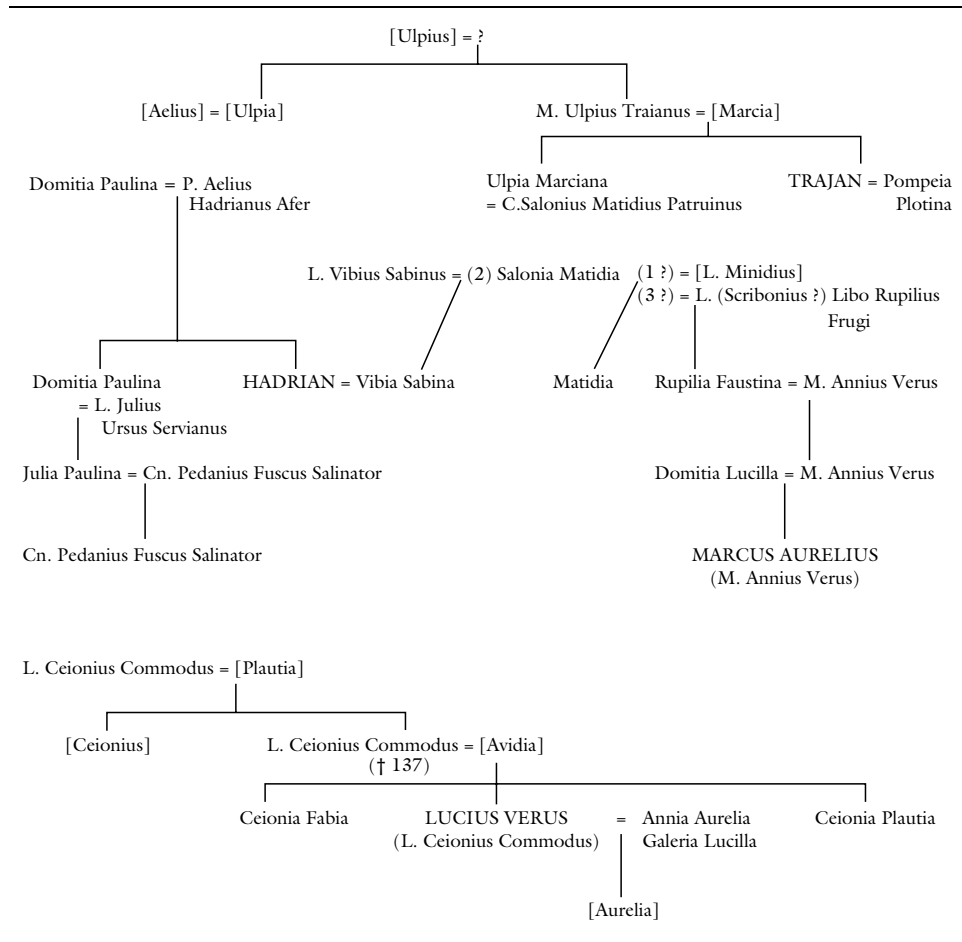 [Ulpius] = ?
[Aelius] = [Ulpia]
M. Ulpius Traianus = [Marcia]
Domitia Paulina = P. Aelius
Hadrianus Afer
Ulpia Marciana
= C.Salonius Matidius Patruinus
TRAJAN = Pompeia
Plotina
L. Vibius Sabinus = (2) Salonia Matidia
(1 ?) = [L. Minidius]
(3 ?) = L. (Scribonius ?) Libo Rupilius
Frugi
Domitia Paulina
= L. Julius
Ursus Servianus
HADRIAN = Vibia Sabina
Matidia
Rupilia Faustina = M. Annius Verus
Julia Paulina = Cn. Pedanius Fuscus Salinator
Domitia Lucilla = M. Annius Verus
Cn. Pedanius Fuscus Salinator
MARCUS AURELIUS
(M. Annius Verus)
L. Ceionius Commodus = [Plautia]
[Ceionius]
L. Ceionius Commodus = [Avidia]
(† 137)
Ceionia Fabia
LUCIUS VERUS = Annia Aurelia
(L. Ceionius Commodus) Galeria Lucilla
Ceionia Plautia
[Aurelia]